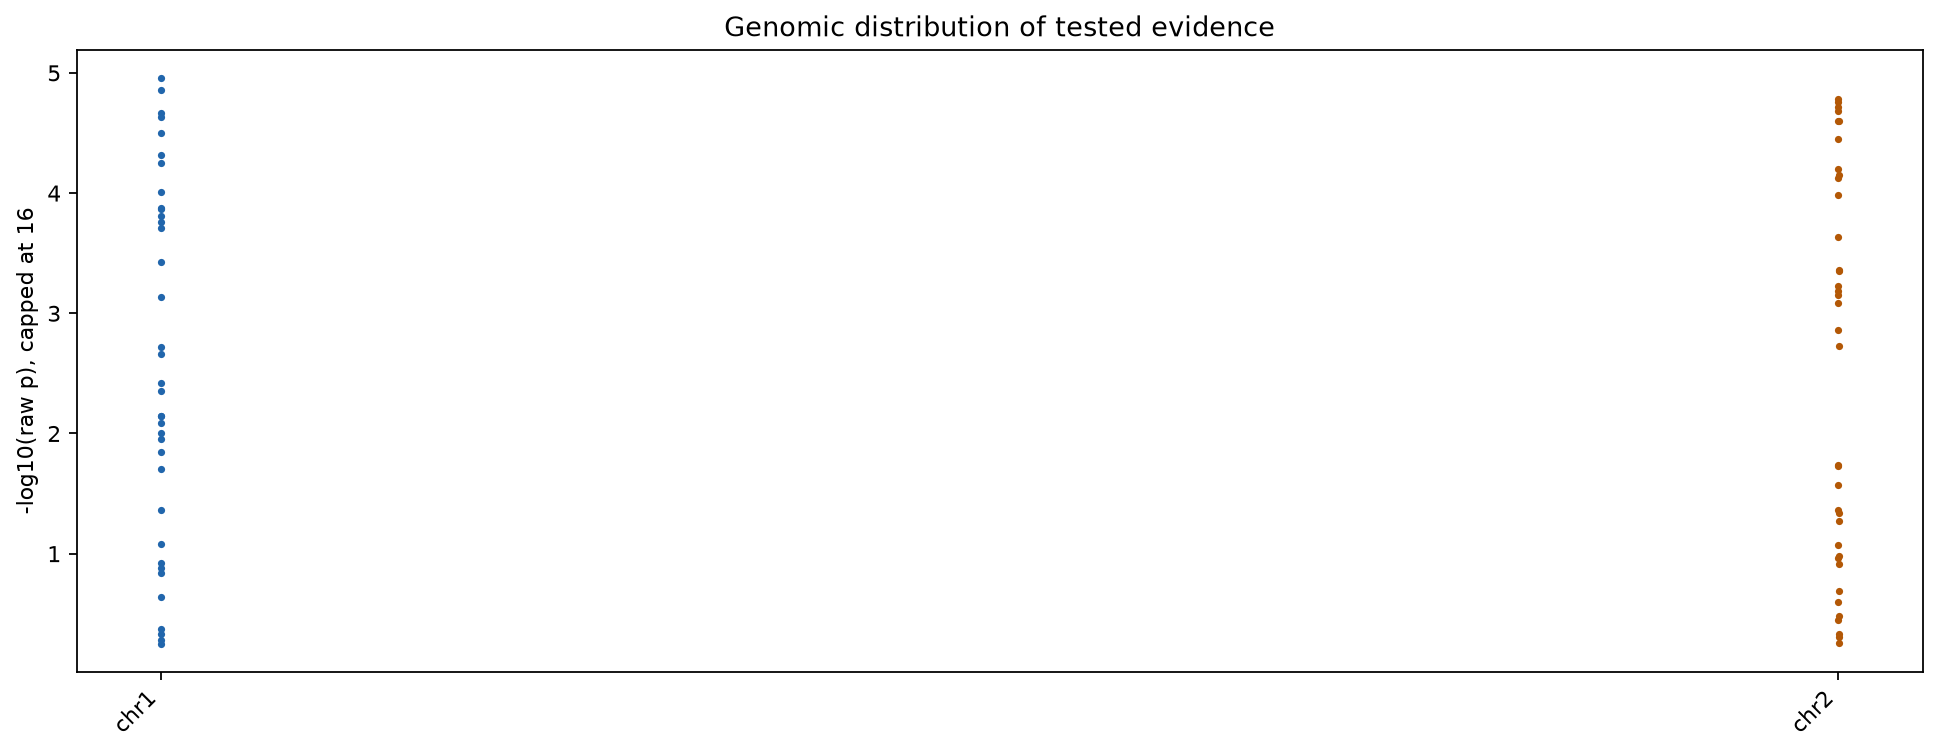 Genomic distribution of tested evidence
-log10(raw p), capped at 16
5
4
3
2
1
chr1
chr2